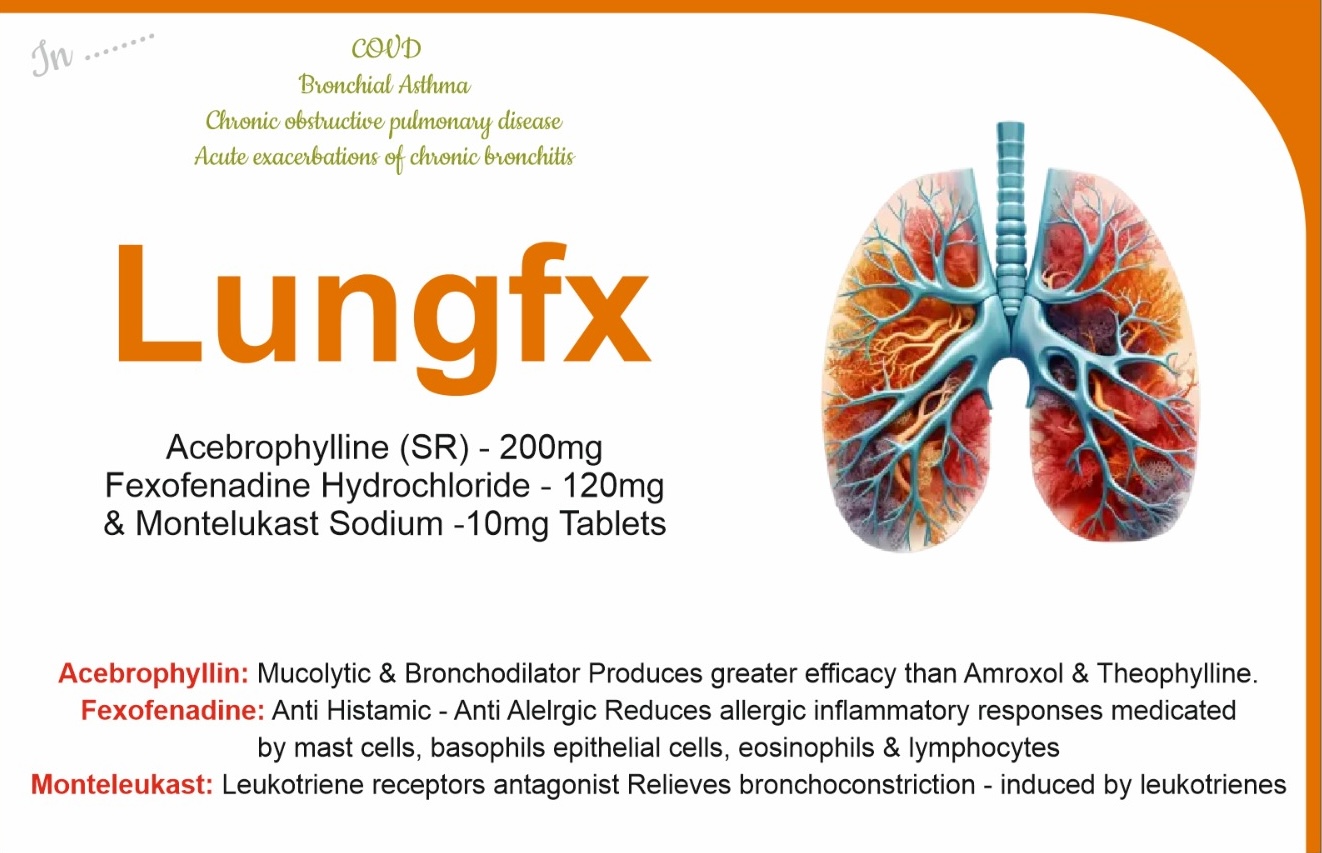 In ........
COVD
Bronchial Asthma
Chronic obstructive pulmonary disease
Acute exacerbations of chronic bronchitis
Lungfx
Acebrophylline (SR) - 200mg
Fexofenadine Hydrochloride - 120mg
& Montelukast Sodium -10mg Tablets
Acebrophyllin: Mucolytic & Bronchodilator Produces greater efficacy than Amroxol & Theophylline.
Fexofenadine: Anti Histamic - Anti Alelrgic Reduces allergic inflammatory responses medicated
by mast cells, basophils epithelial cells, eosinophils & lymphocytes
Monteleukast: Leukotriene receptors antagonist Relieves bronchoconstriction - induced by leukotrienes